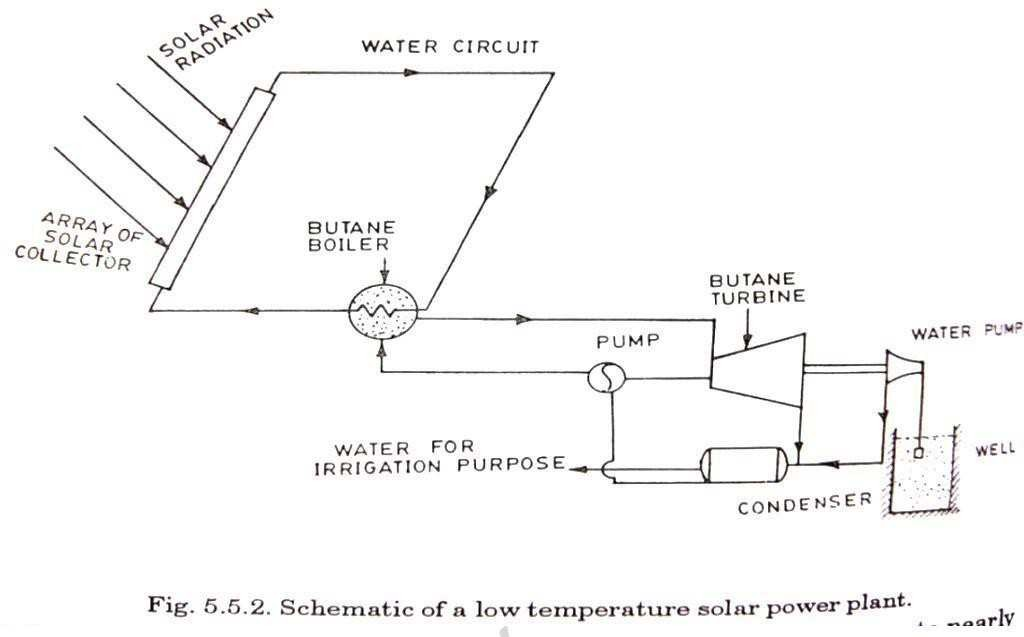 SOLAR
RADIATION
WATER CIRCUIT
ARRAY OF
SOLAR
COLLECTOR
BUTANE
BOILER
BUTANE
TURBINE
PUMP
WATER PUMP
WATER FOR
IRRIGATION PURPOSE
WELL
CONDENSER
Fig. 5.5.2. Schematic of a low temperature solar power plant.
nearly